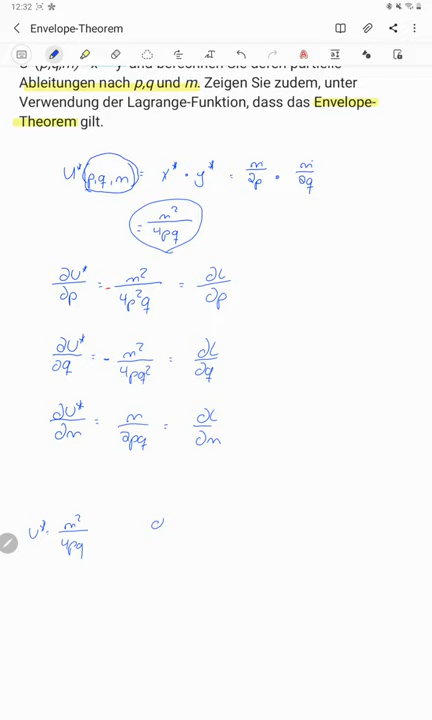 12:32
Envelope-Theorem
Ableitungen nach p,q und m. Zeigen Sie zudem, unter
Verwendung der Lagrange-Funktion, dass das Envelope-
Theorem gilt.
U*(p,q,m) = x* · y* = m/2p · m/2q
= m²/4pq
∂U*/∂p = - m²/4p²q = ∂L/∂p
∂U*/∂q = - m²/4pq² = ∂L/∂q
∂U*/∂m = m/2pq = ∂L/∂m
U* = m²/4pq